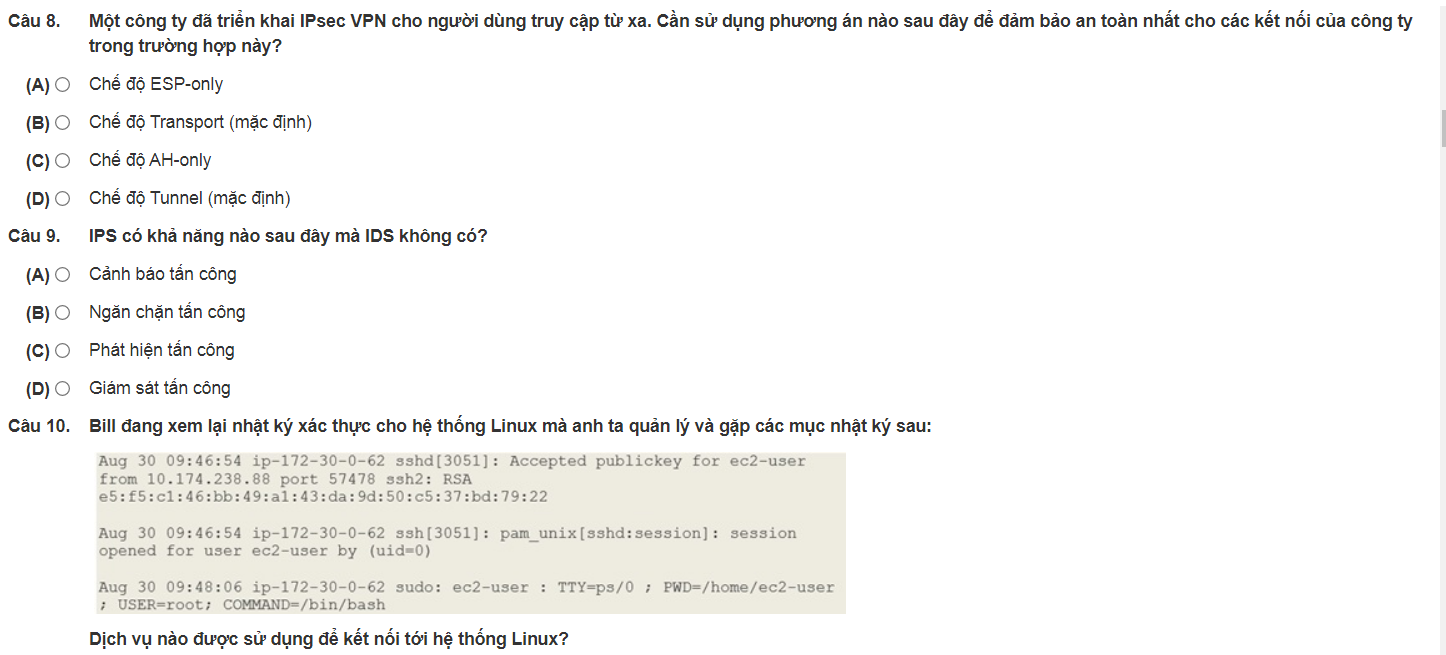 Câu 8. Một công ty đã triển khai IPsec VPN cho người dùng truy cập từ xa. Cần sử dụng phương án nào sau đây để đảm bảo an toàn nhất cho các kết nối của công ty
trong trường hợp này?
(A) Chế độ ESP-only
(B) Chế độ Transport (mặc định)
(C) Chế độ AH-only
(D) Chế độ Tunnel (mặc định)
Câu 9. IPS có khả năng nào sau đây mà IDS không có?
(A) Cảnh báo tấn công
(B) Ngăn chặn tấn công
(C) Phát hiện tấn công
(D) Giám sát tấn công
Câu 10. Bill đang xem lại nhật ký xác thực cho hệ thống Linux mà anh ta quản lý và gặp các mục nhật ký sau:
Aug 30 09:46:54 ip-172-30-0-62 sshd[3051]: Accepted publickey for ec2-user
from 10.174.238.88 port 57478 ssh2: RSA
e5:f5:c1:46:bb:49:a1:43:da:9d:50:c5:37:bd:79:22
Aug 30 09:46:54 ip-172-30-0-62 ssh[3051]: pam_unix[sshd:session]: session
opened for user ec2-user by (uid=0)
Aug 30 09:48:06 ip-172-30-0-62 sudo: ec2-user : TTY=ps/0 ; PWD=/home/ec2-user
; USER=root; COMMAND=/bin/bash
Dịch vụ nào được sử dụng để kết nối tới hệ thống Linux?